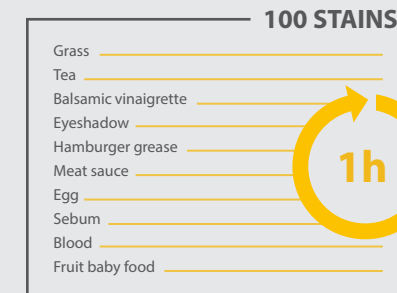 100 STAINS
Grass
Tea
Balsamic vinaigrette
Eyeshadow
Hamburger grease
Meat sauce
Egg
Sebum
Blood
Fruit baby food
1h